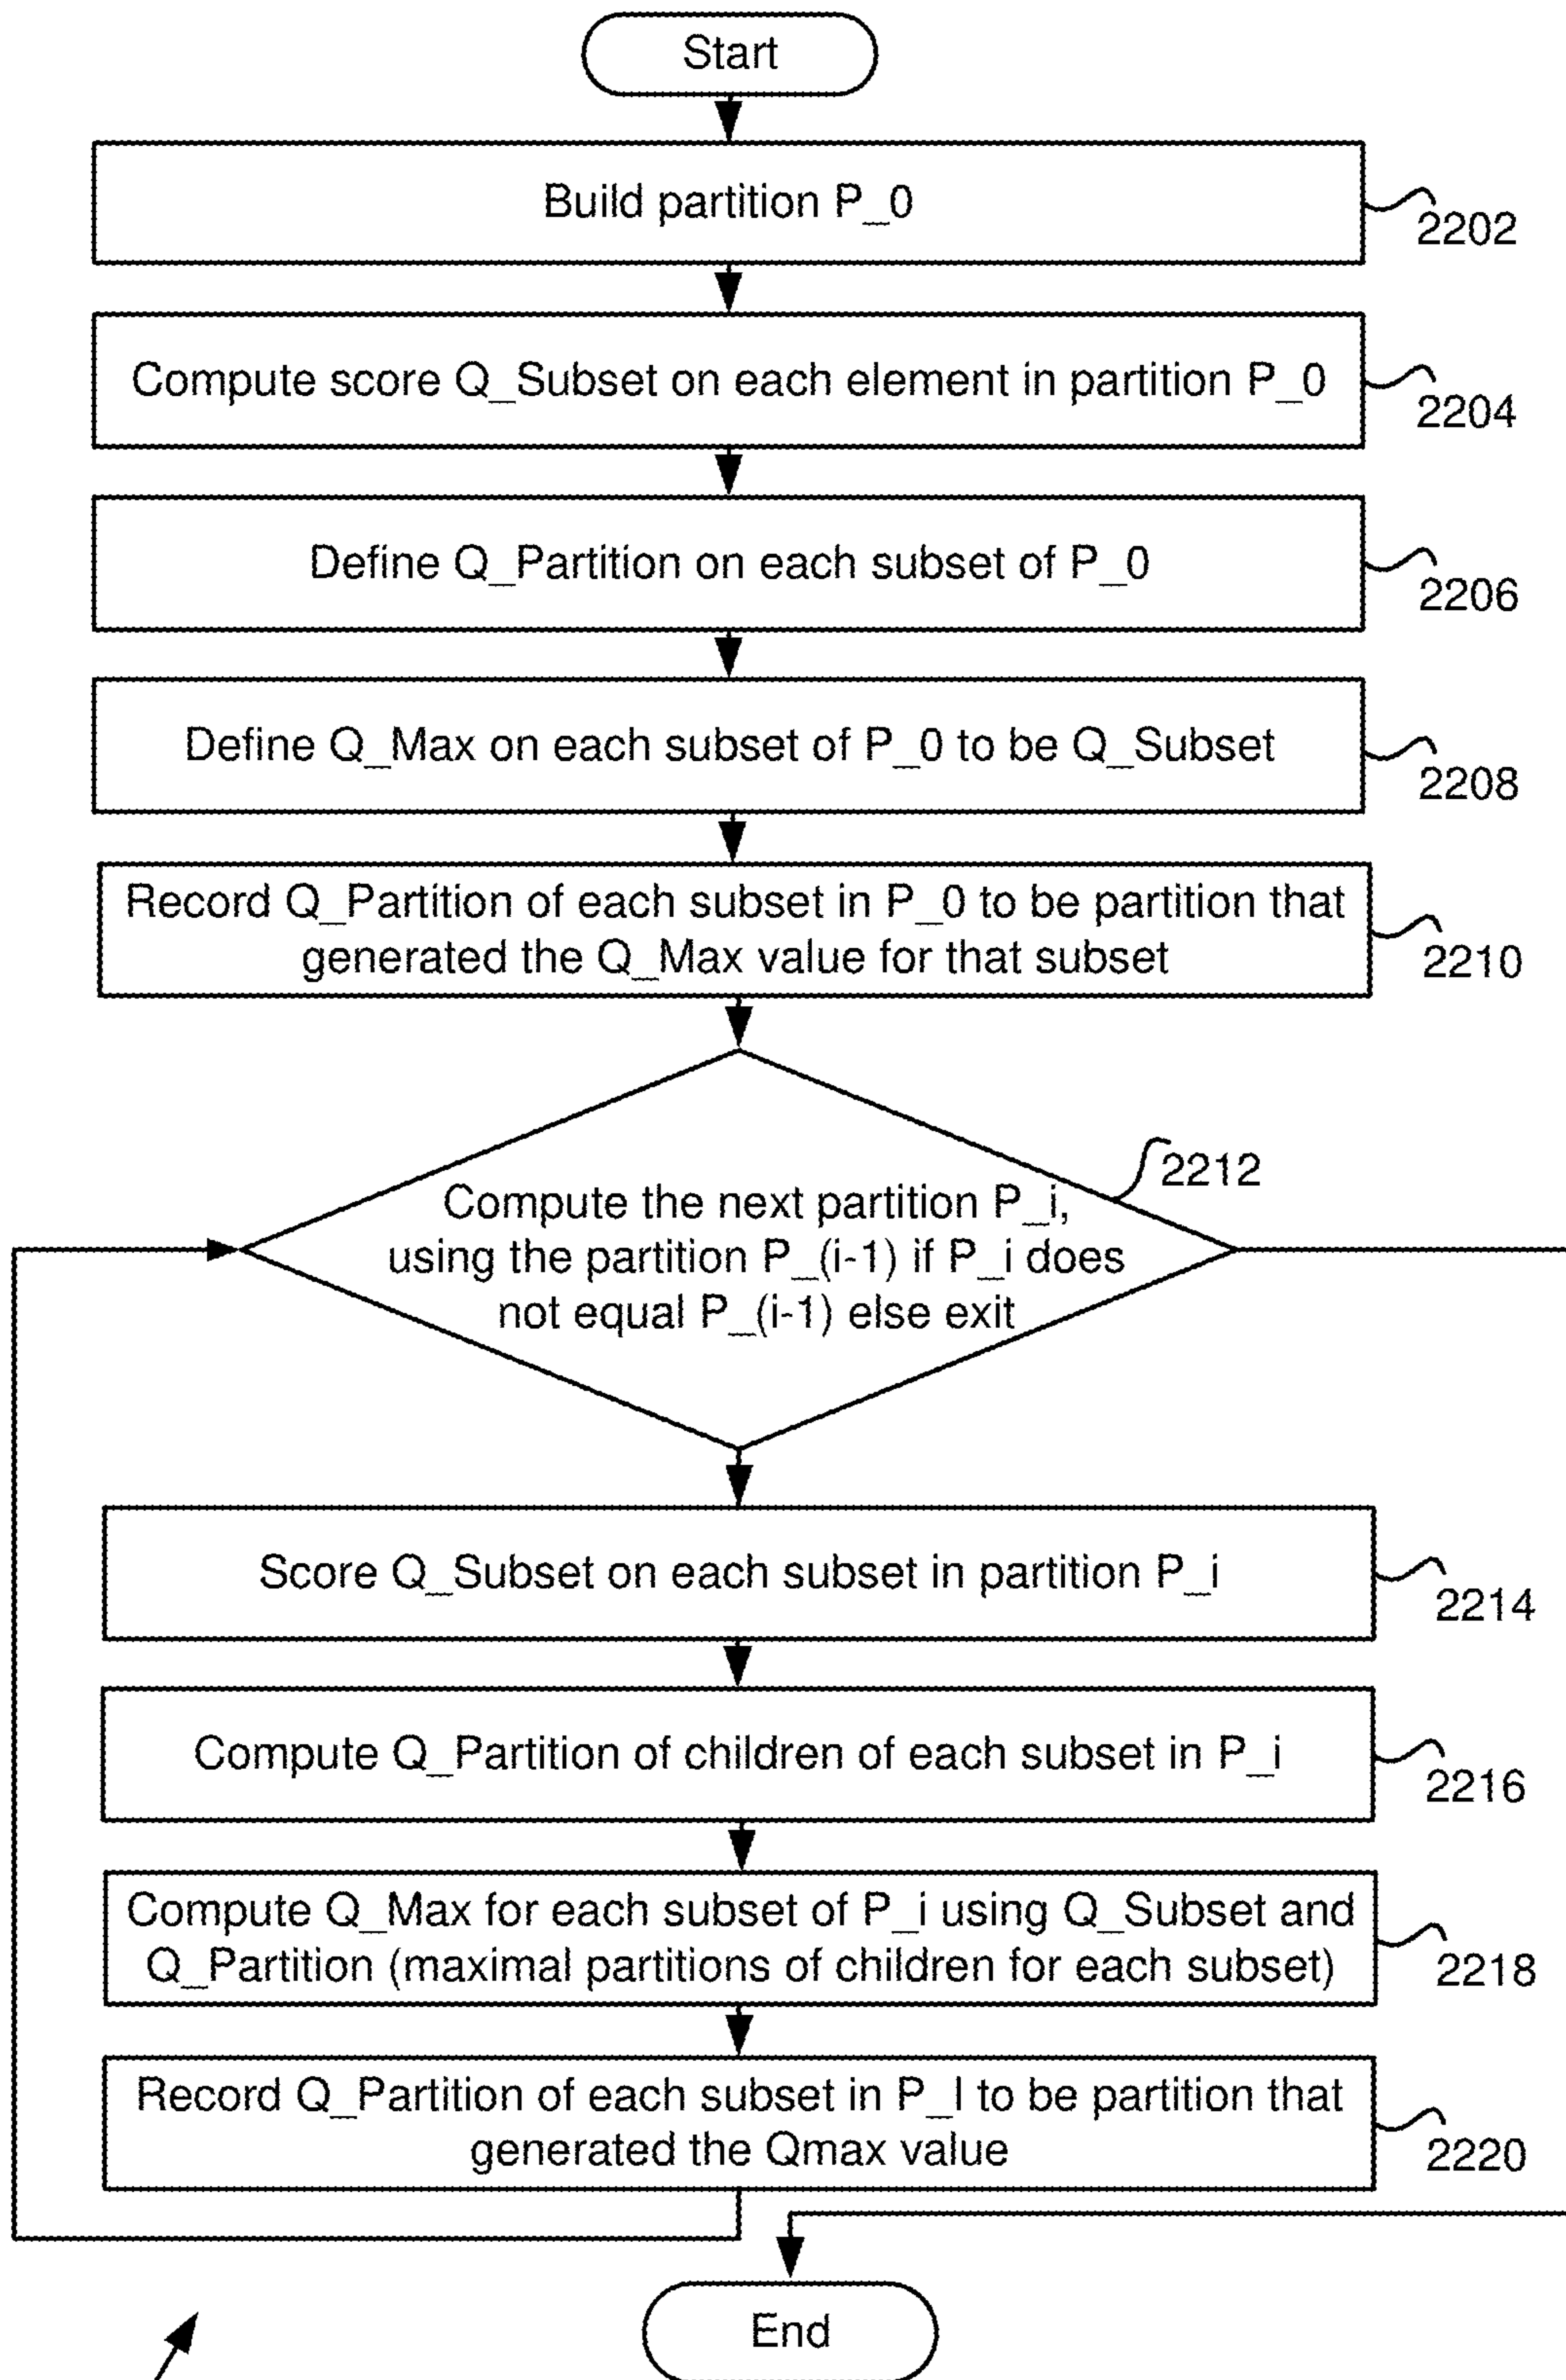 Start
Build partition P_0
2202
Compute score Q_Subset on each element in partition P_0
2204
Define Q_Partition on each subset of P_0
2206
Define Q_Max on each subset of P_0 to be Q_Subset
2208
Record Q_Partition of each subset in P_0 to be partition that
generated the Q_Max value for that subset
2210
2212
Compute the next partition P_i,
using the partition P_(i-1) if P_i does
not equal P_(i-1) else exit
Score Q_Subset on each subset in partition P_i
2214
Compute Q_Partition of children of each subset in P_i
2216
Compute Q_Max for each subset of P_i using Q_Subset and
Q_Partition (maximal partitions of children for each subset)
2218
Record Q_Partition of each subset in P_I to be partition that
generated the Qmax value
2220
End